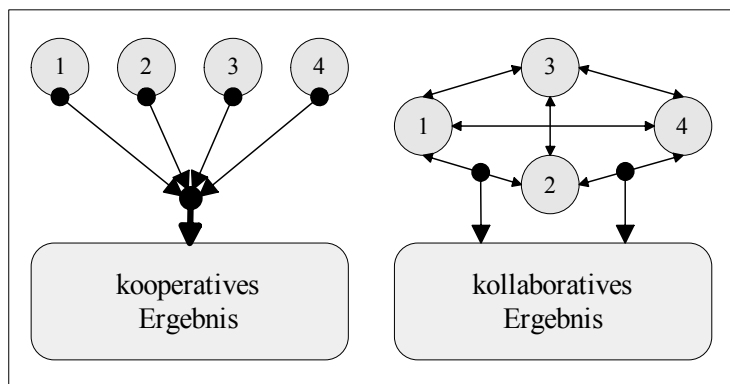 1 2 3 4
kooperatives
Ergebnis
3
1 4
2
kollaboratives
Ergebnis